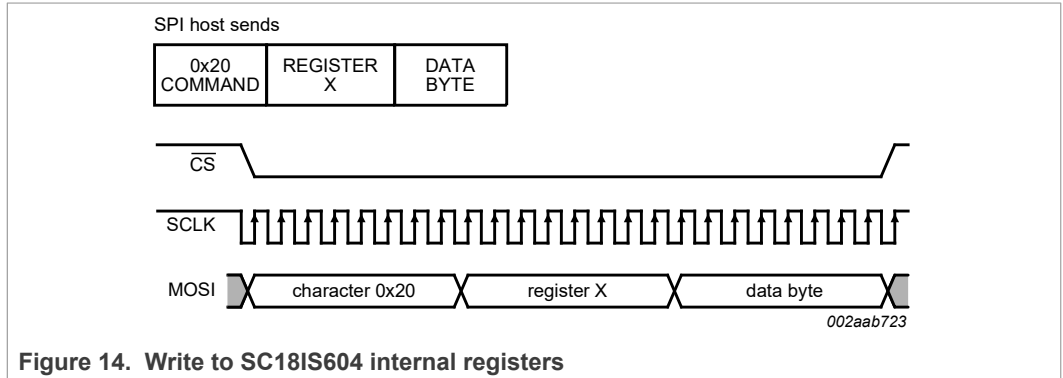 SPI host sends
0x20 COMMAND
REGISTER X
DATA BYTE
CS
SCLK
MOSI
character 0x20
register X
data byte
002aab723
Figure 14. Write to SC18IS604 internal registers